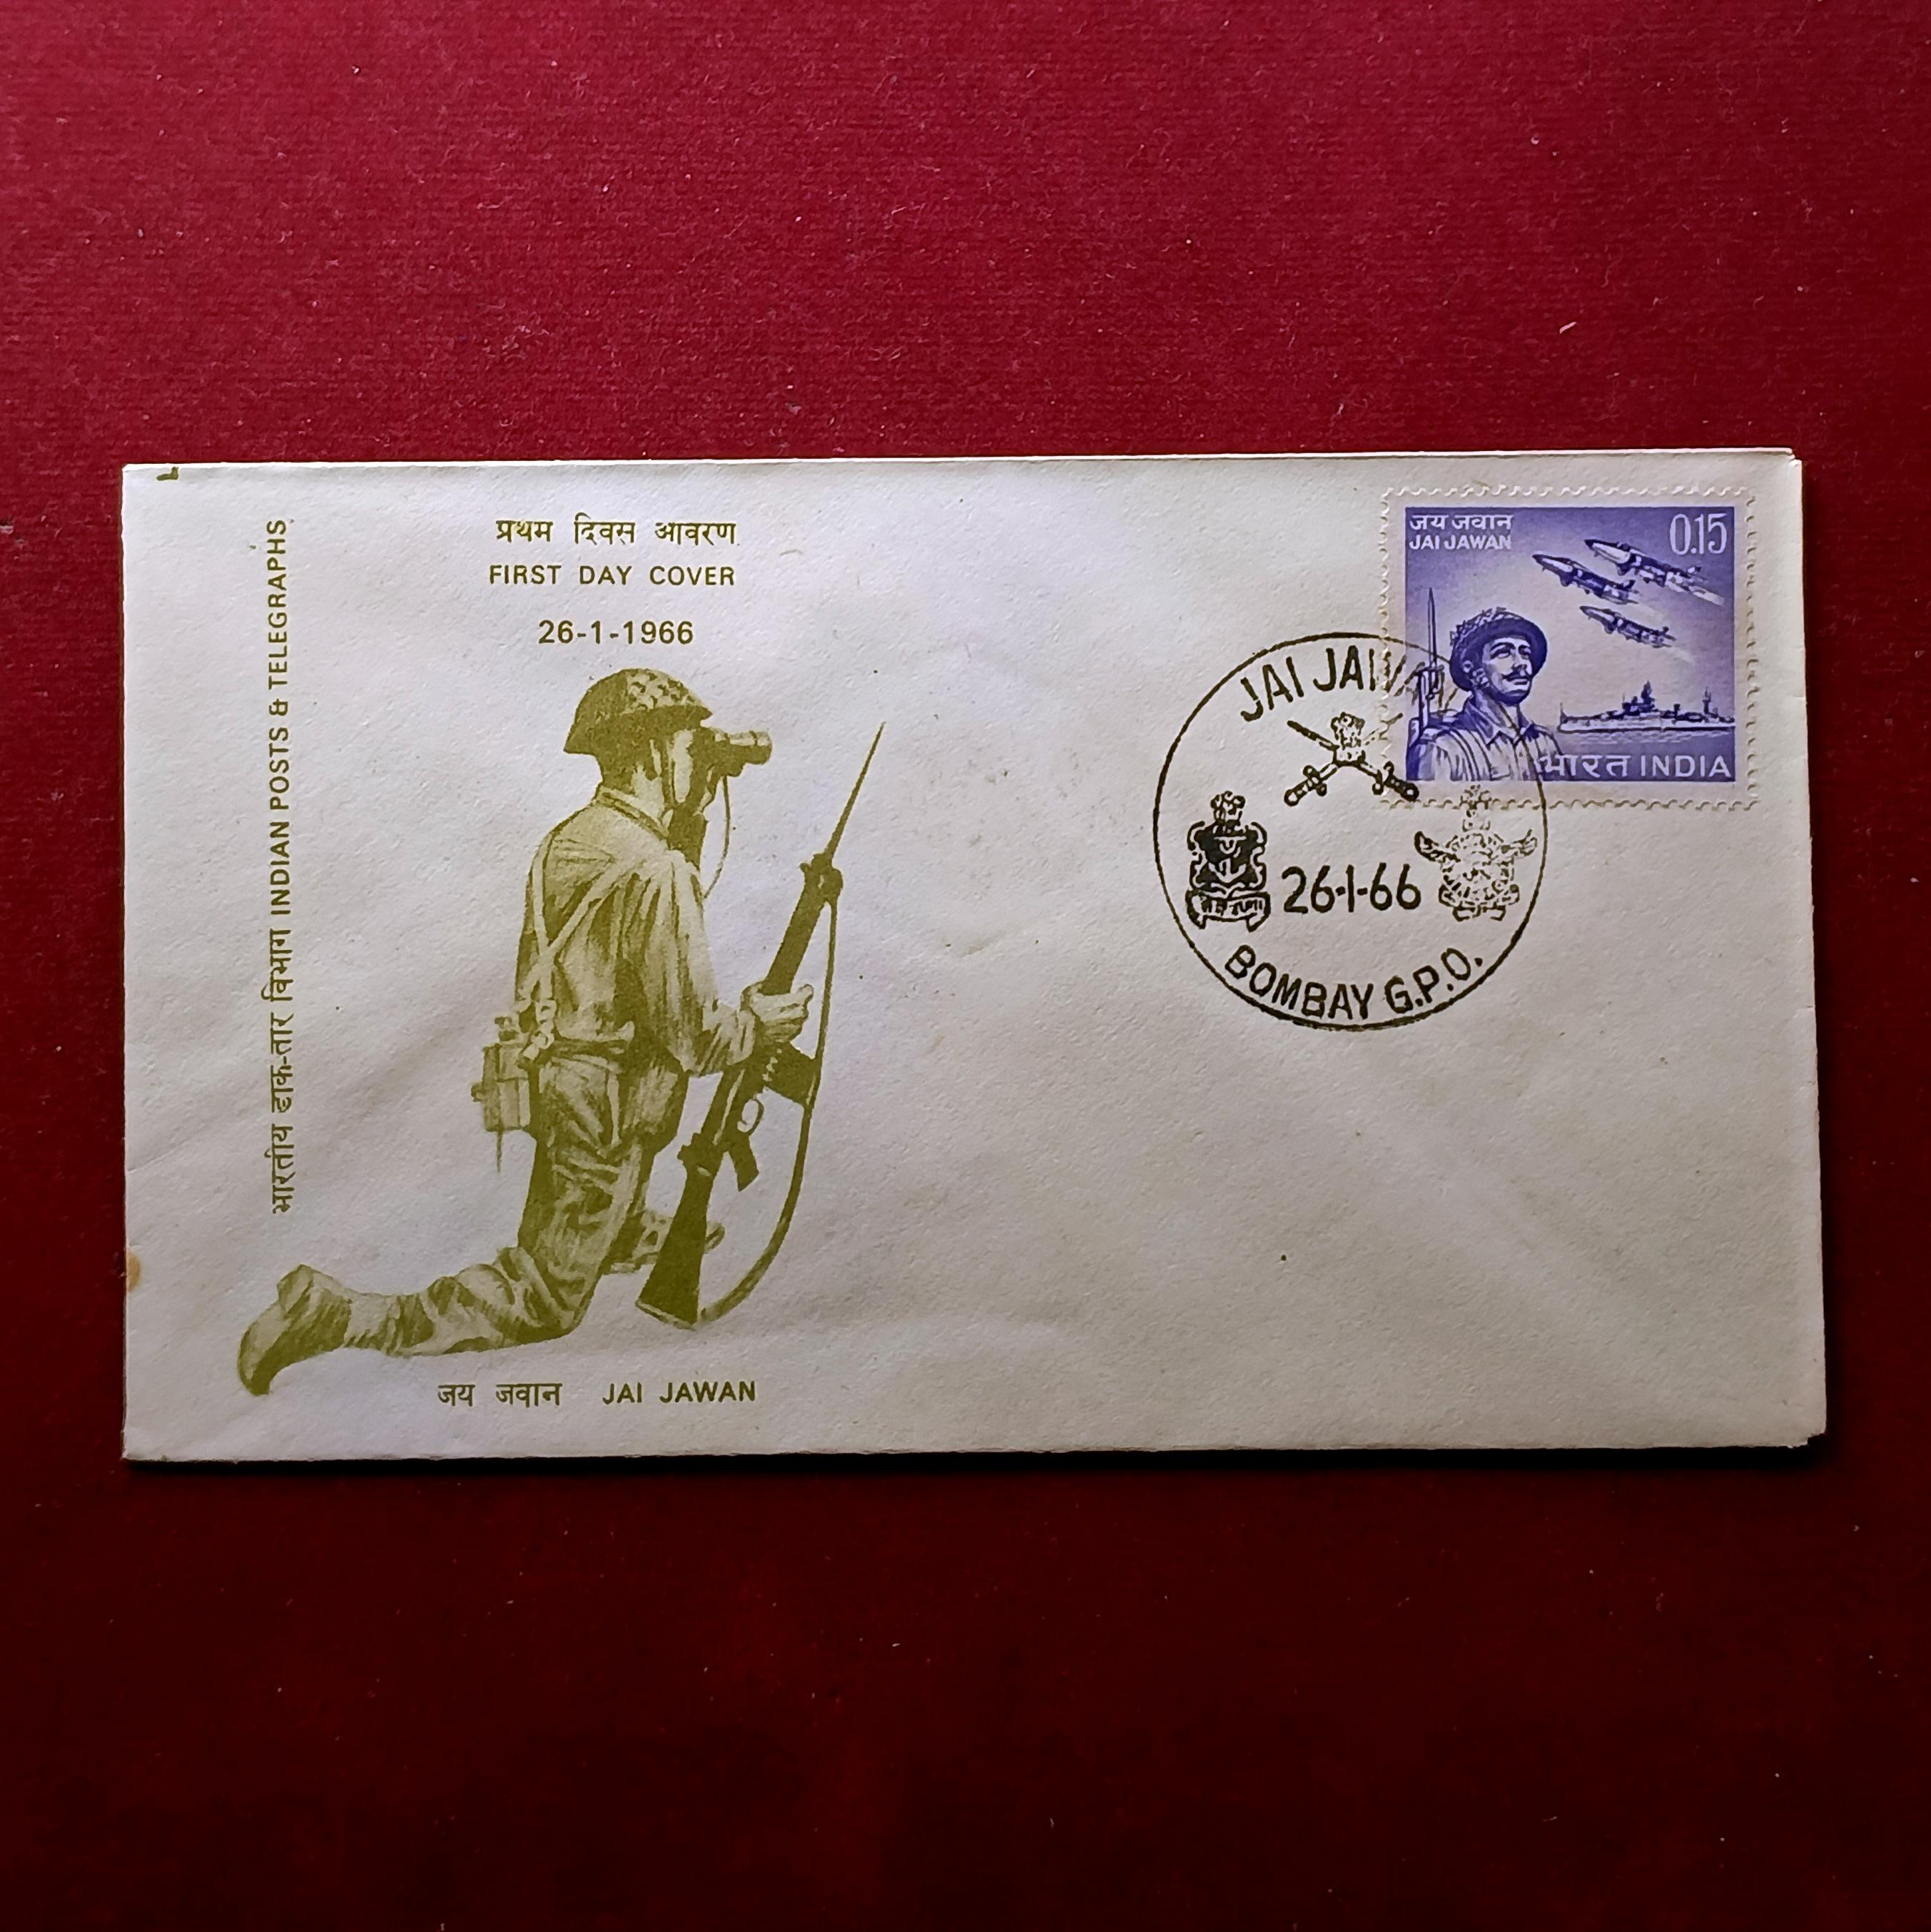 भारतीय डाक-तार विभाग INDIAN POSTS & TELEGRAPHS
प्रथम दिवस आवरण
FIRST DAY COVER
26-1-1966
जय जवान JAI JAWAN
जय जवान
JAI JAWAN
0.15
भारत INDIA
JAI JAWAN
26-1-66
BOMBAY G.P.O.